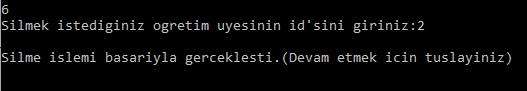 6
Silmek istediginiz ogretim uyesinin id'sini giriniz:2
Silme islemi basariyla gerceklesti.(Devam etmek icin tuslayiniz)